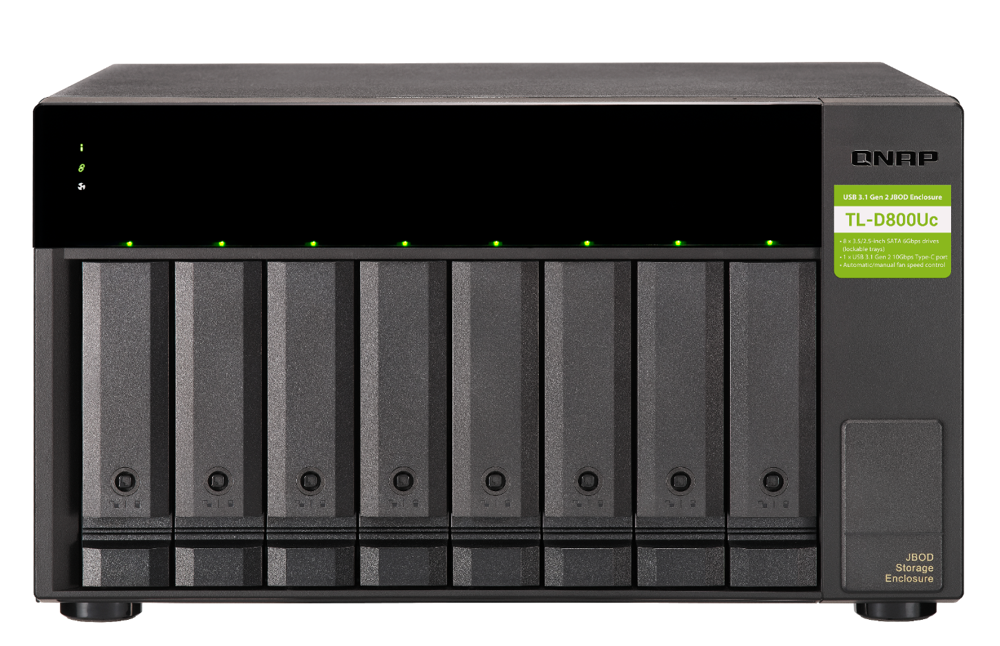 QNAP
USB 3.1 Gen 2 JBOD Enclosure
TL-D800Uc
• 8 x 3.5/2.5-inch SATA 6Gbps drives
(lockable trays)
• 1 x USB 3.1 Gen 2 10Gbps Type-C port
• Automatic/manual fan speed control
JBOD
Storage
Enclosure